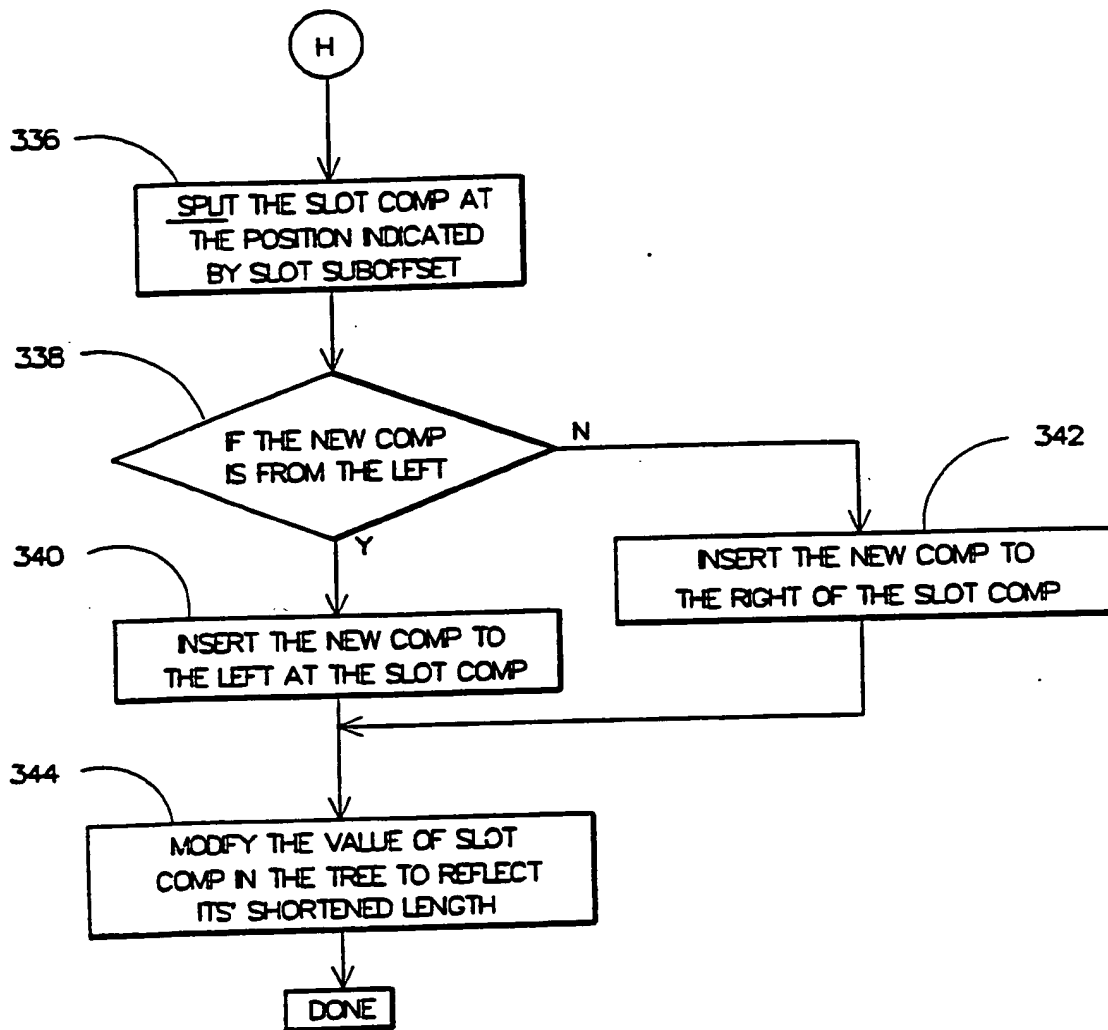 H
336
SPLIT THE SLOT COMP AT
THE POSITION INDICATED
BY SLOT SUBOFFSET
338
IF THE NEW COMP
IS FROM THE LEFT
N
342
Y
340
INSERT THE NEW COMP TO
THE RIGHT OF THE SLOT COMP
INSERT THE NEW COMP TO
THE LEFT AT THE SLOT COMP
344
MODIFY THE VALUE OF SLOT
COMP IN THE TREE TO REFLECT
ITS' SHORTENED LENGTH
DONE